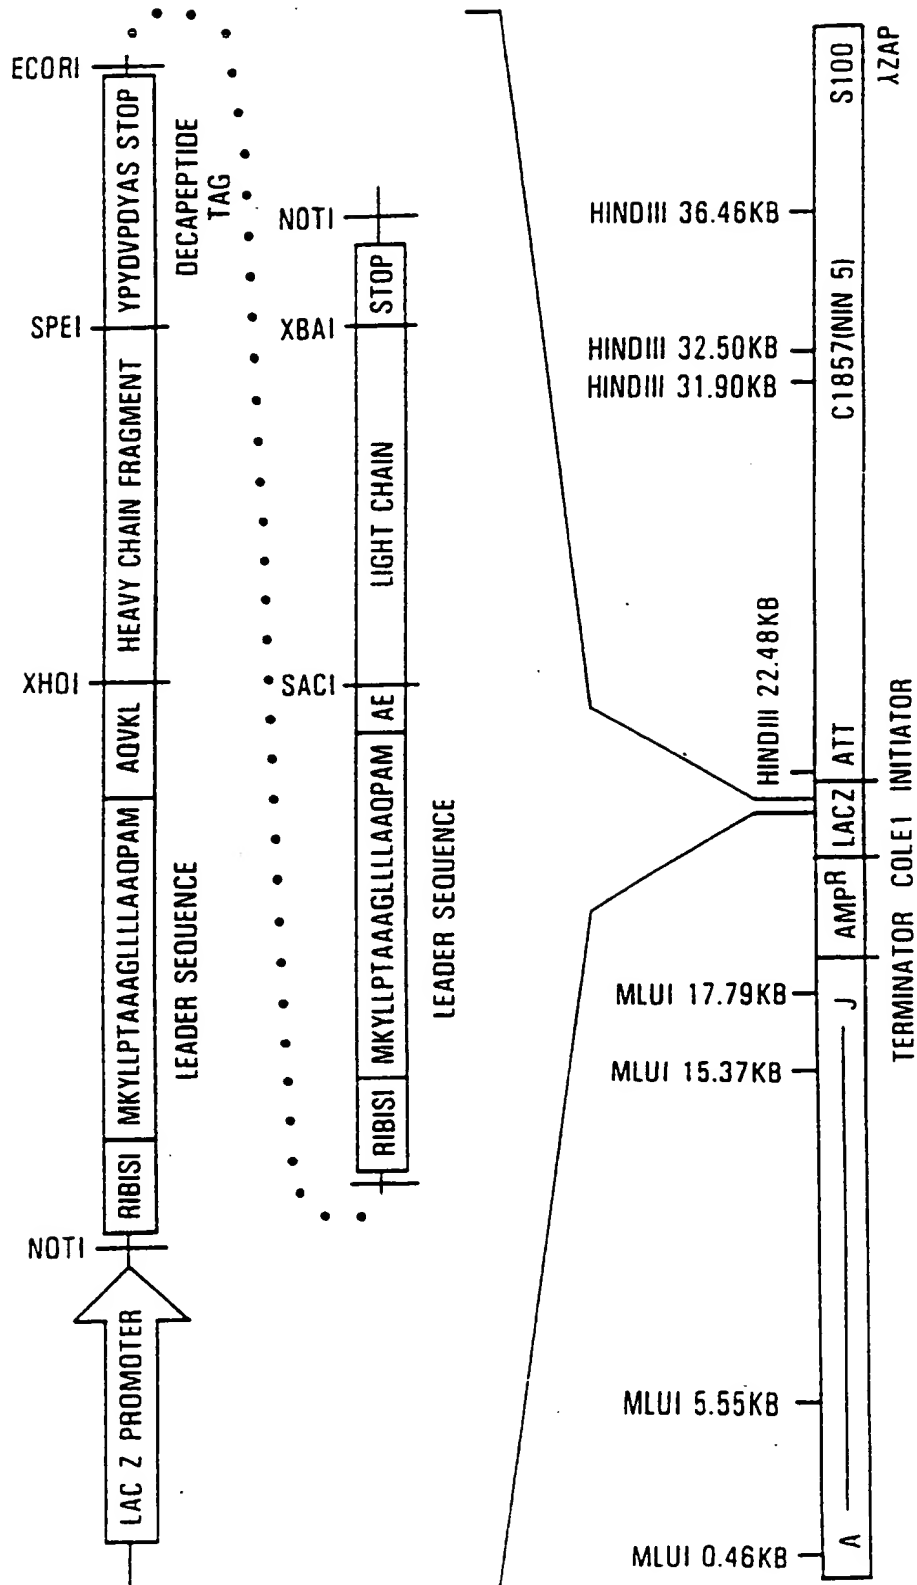 LAC Z PROMOTER
NOTI
RIBISI
MKYLLPTAAAGLLLLAAQPAM
LEADER SEQUENCE
AQVKL
XHOI
HEAVY CHAIN FRAGMENT
SPEI
YPYDVPDYAS STOP
DECAPEPTIDE
TAG
ECORI
RIBISI
MKYLLPTAAAGLLLLAAQPAM
LEADER SEQUENCE
AE
SACI
LIGHT CHAIN
XBAI
STOP
NOTI
MLUI 0.46KB
MLUI 5.55KB
MLUI 15.37KB
MLUI 17.79KB
HINDIII 22.48KB
HINDIII 31.90KB
HINDIII 32.50KB
HINDIII 36.46KB
A
J
AMPR
LACZ
ATT
C1857(NIN 5)
S100
TERMINATOR COLE1 INITIATOR
λZAP